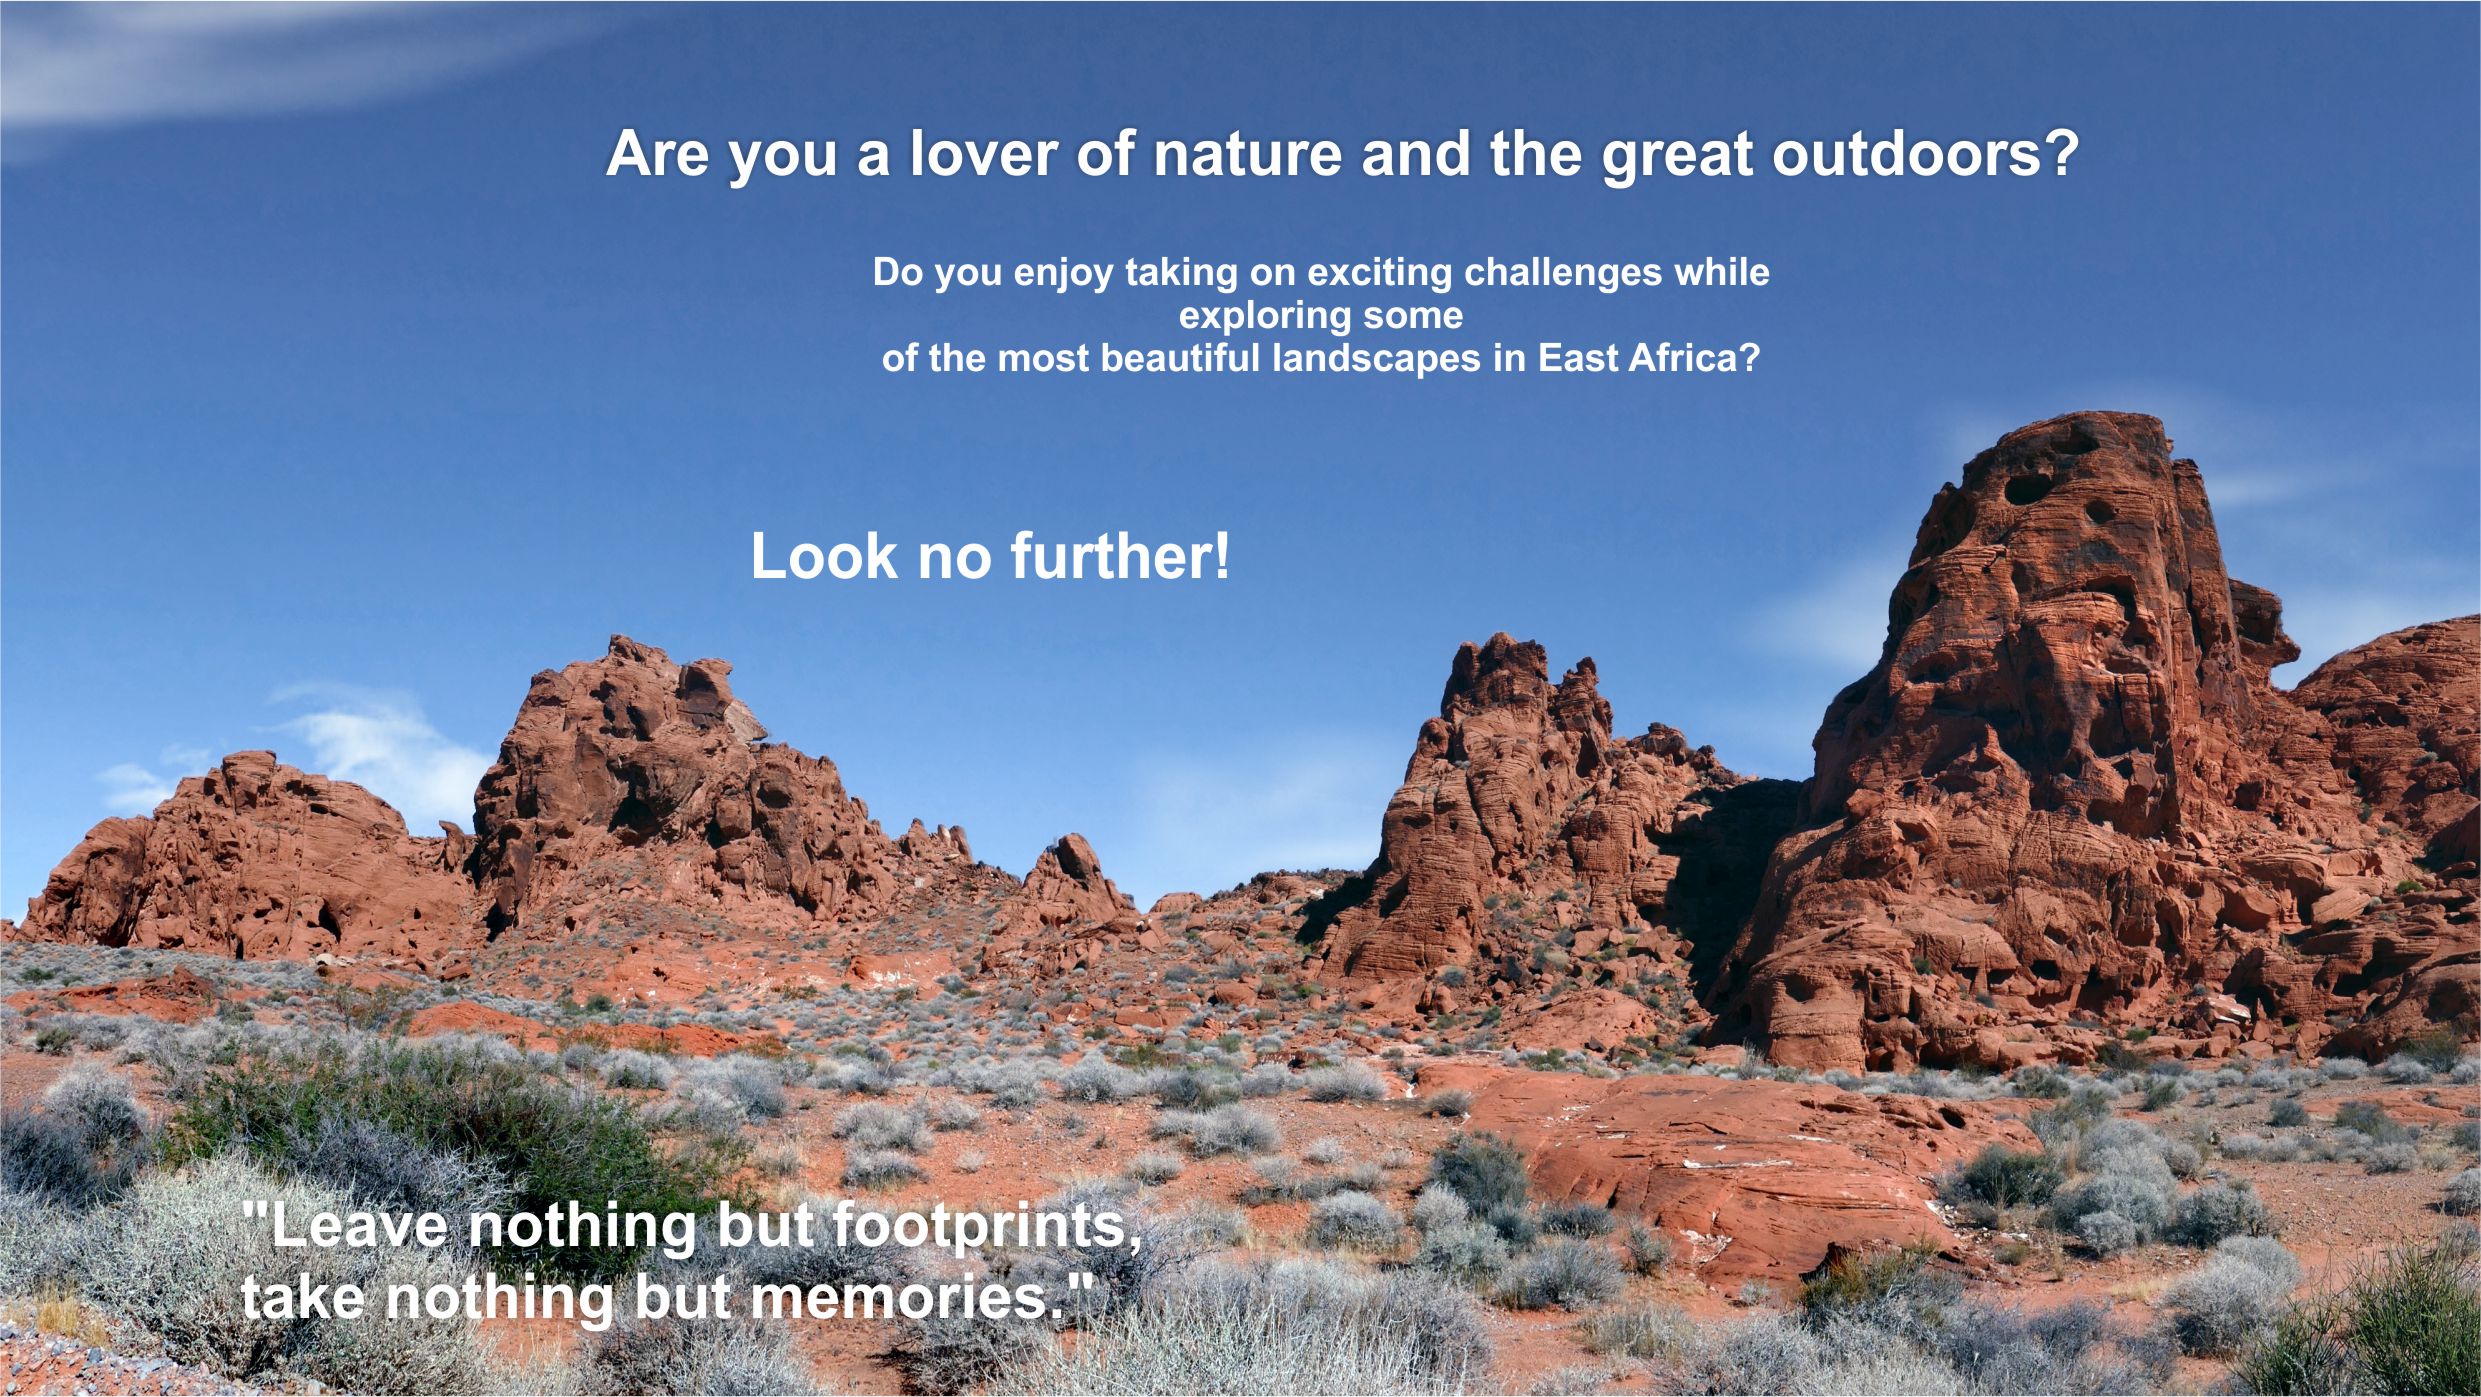 Are you a lover of nature and the great outdoors?
Do you enjoy taking on exciting challenges while
exploring some
of the most beautiful landscapes in East Africa?
Look no further!
"Leave nothing but footprints,
take nothing but memories."